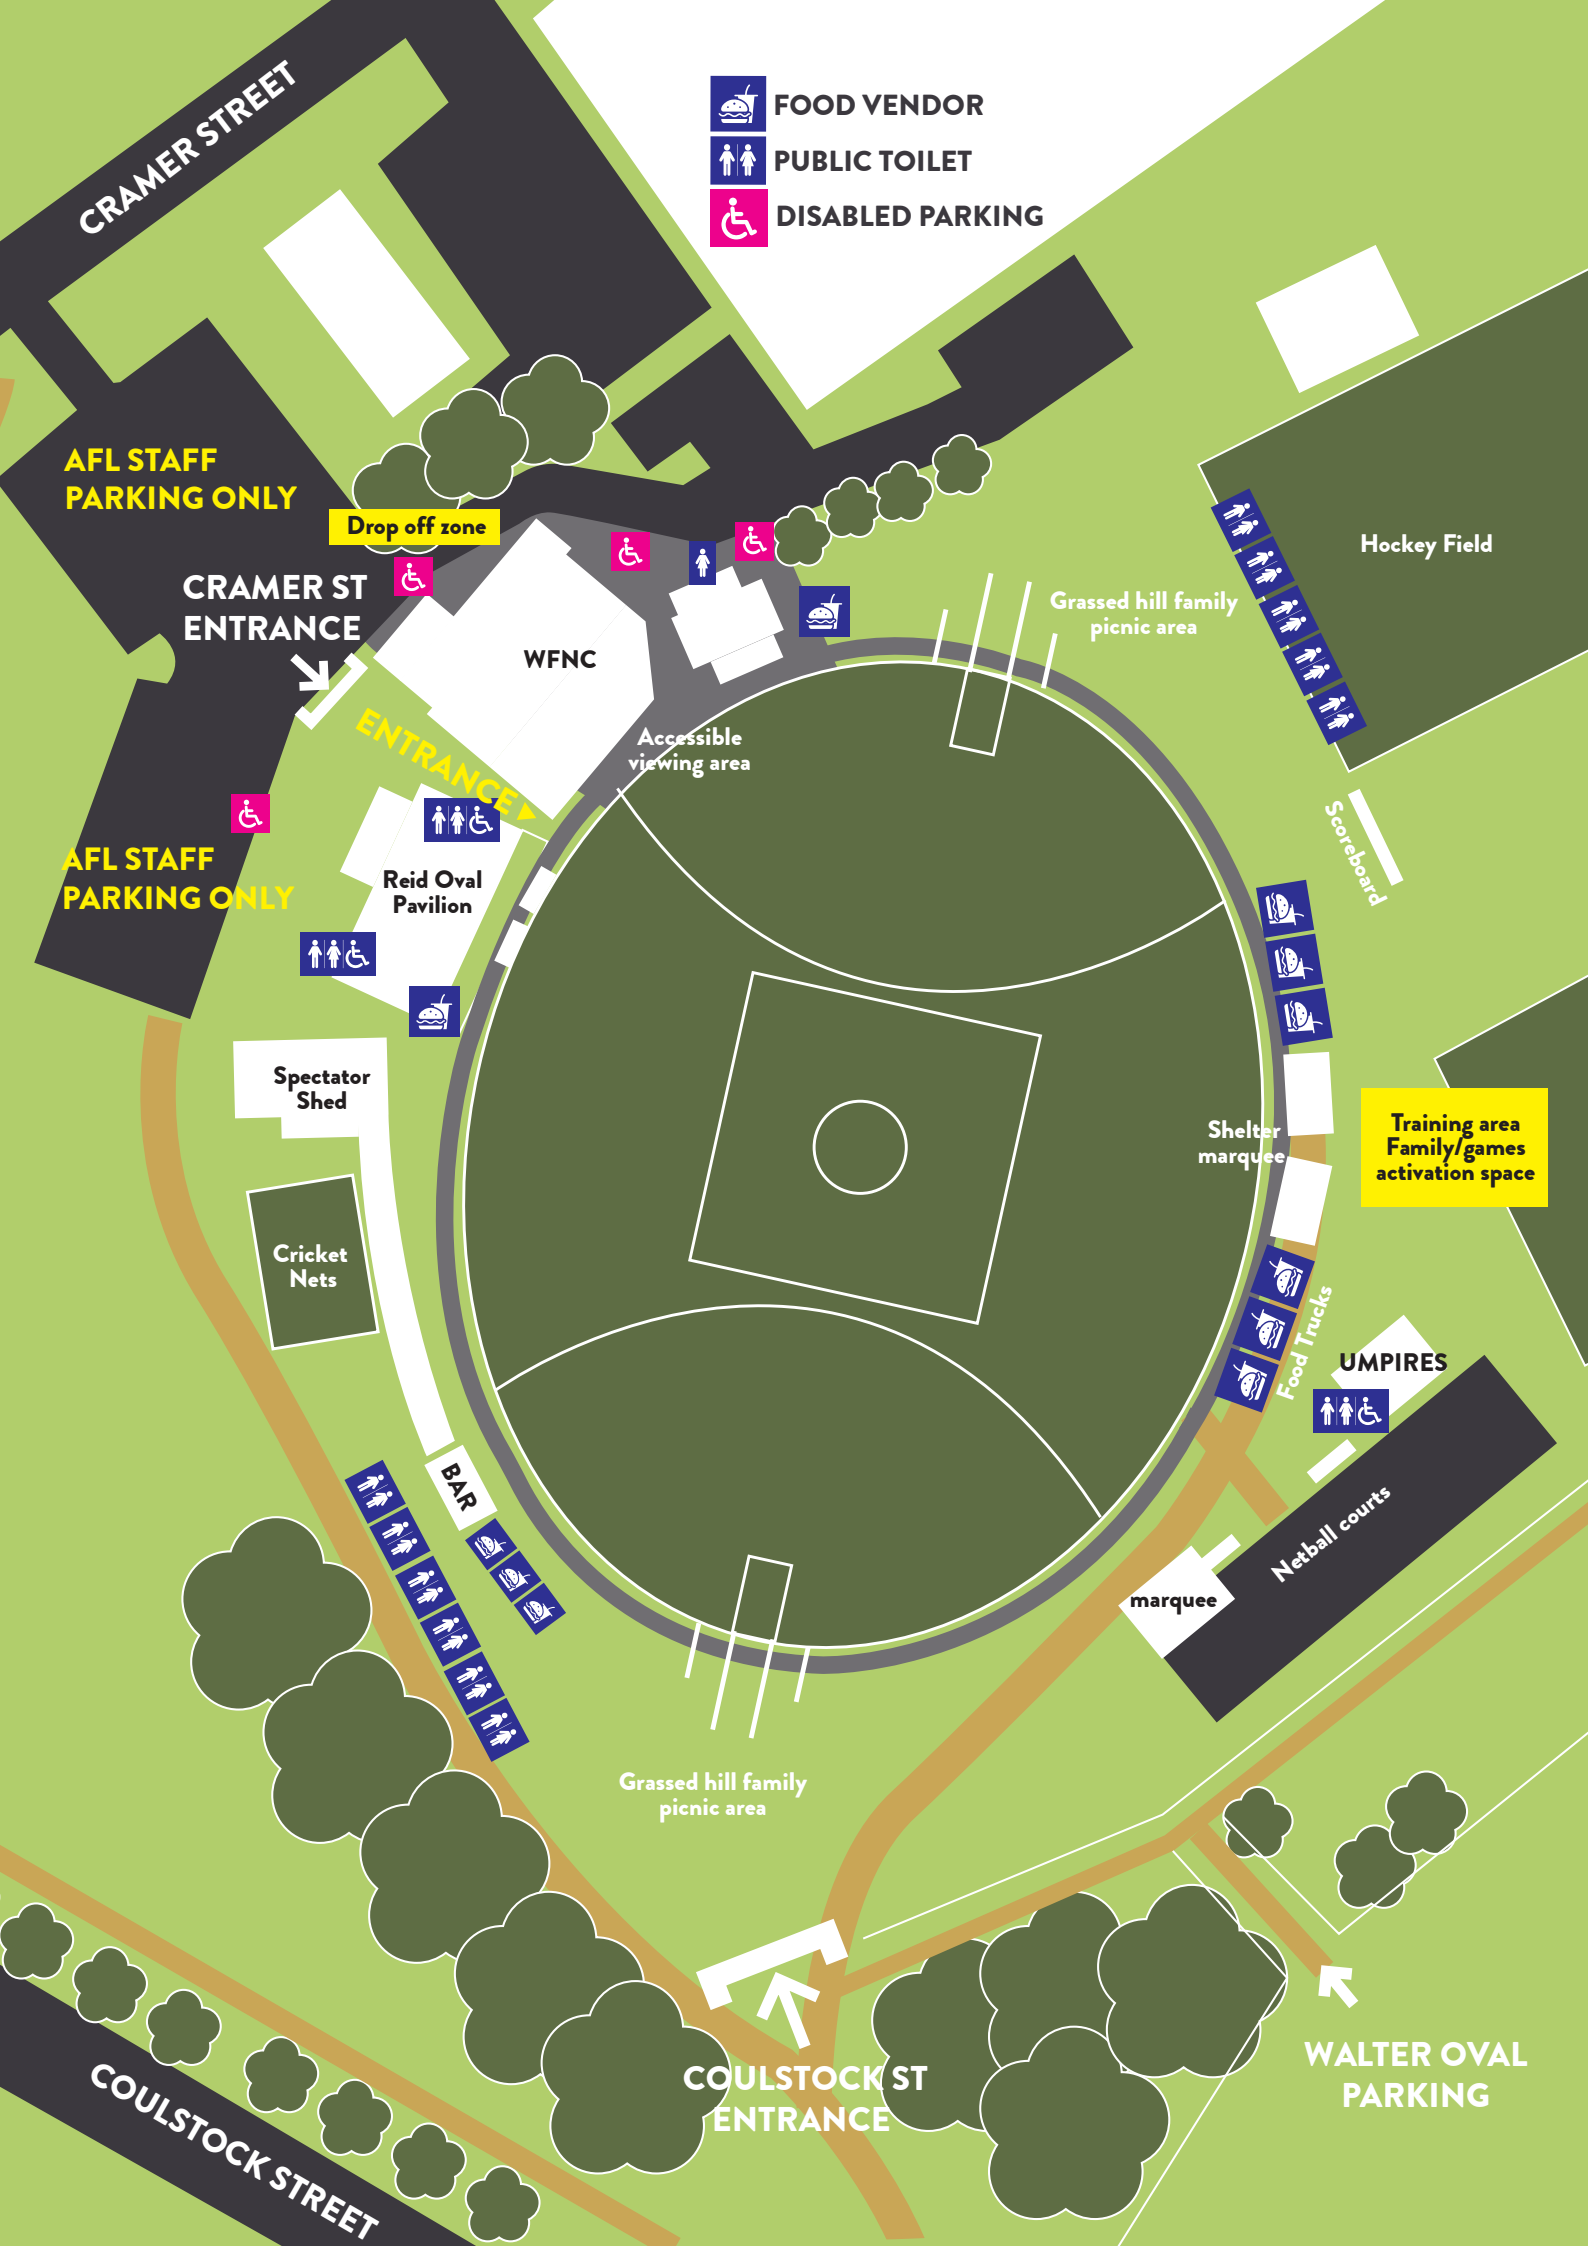 CRAMER STREET
FOOD VENDOR
PUBLIC TOILET
DISABLED PARKING
AFL STAFF
PARKING ONLY
Drop off zone
CRAMER ST
ENTRANCE
Hockey Field
Grassed hill family
picnic area
WFNC
ENTRANCE
Accessible
viewing area
Scoreboard
AFL STAFF
PARKING ONLY
Reid Oval
Pavilion
Spectator
Shed
Shelter
marquee
Training area
Family/games
activation space
Cricket
Nets
Food Trucks
UMPIRES
BAR
Netball courts
marquee
Grassed hill family
picnic area
COULSTOCK ST
ENTRANCE
WALTER OVAL
PARKING
COULSTOCK STREET